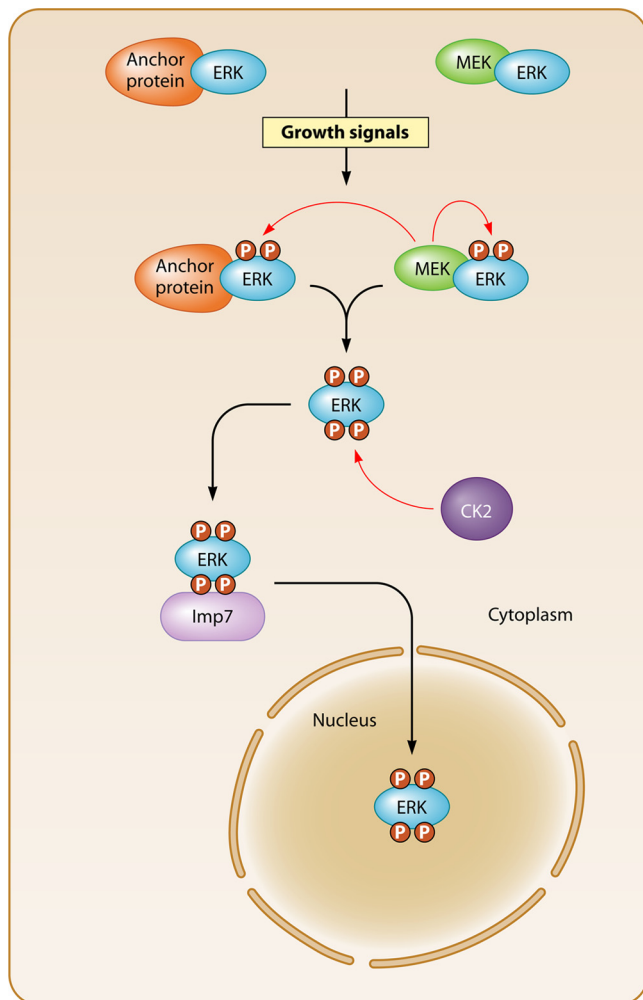 Anchor
protein
ERK
MEK
ERK
Growth signals
P P
P P
Anchor
protein
ERK
MEK
ERK
P P
ERK
P P
CK2
P P
ERK
P P
Imp7
Cytoplasm
Nucleus
P P
ERK
P P